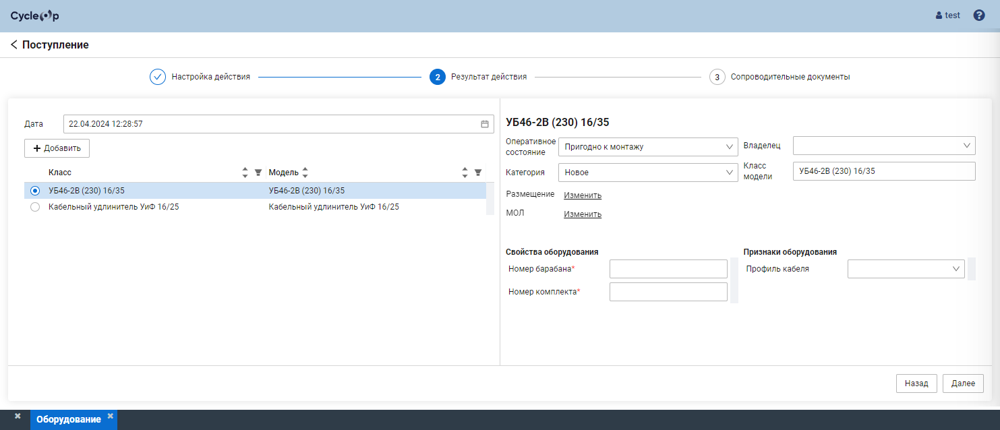 CycleOp
test
?
Поступление
Настройка действия
2
Результат действия
3
Сопроводительные документы
Дата
22.04.2024 12:28:57
+ Добавить
Класс
Модель
УБ46-2В (230) 16/35
УБ46-2В (230) 16/35
Кабельный удлинитель УиФ 16/25
Кабельный удлинитель УиФ 16/25
УБ46-2В (230) 16/35
Оперативное
состояние
Пригодно к монтажу
Владелец
Категория
Новое
Класс
модели
УБ46-2В (230) 16/35
Размещение
Изменить
МОЛ
Изменить
Свойства оборудования
Номер барабана*
Номер комплекта*
Признаки оборудования
Профиль кабеля
Назад
Далее
Оборудование